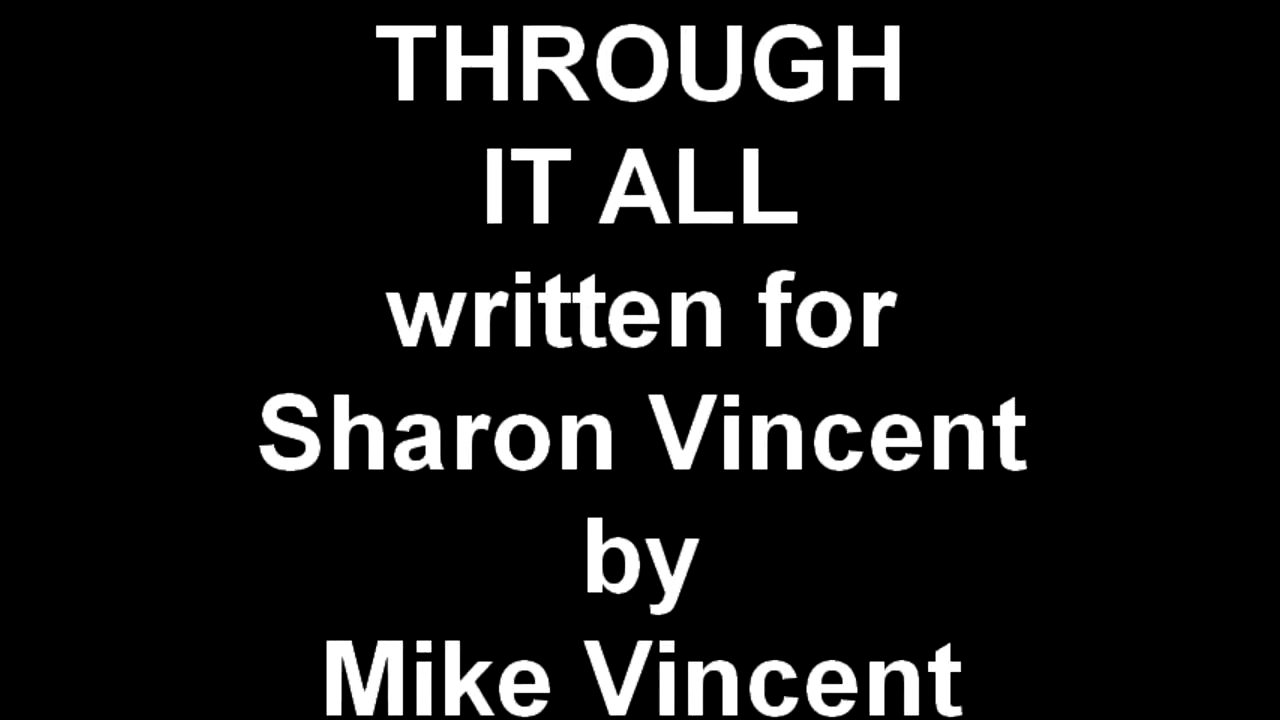 THROUGH
IT ALL
written for
Sharon Vincent
by
Mike Vincent